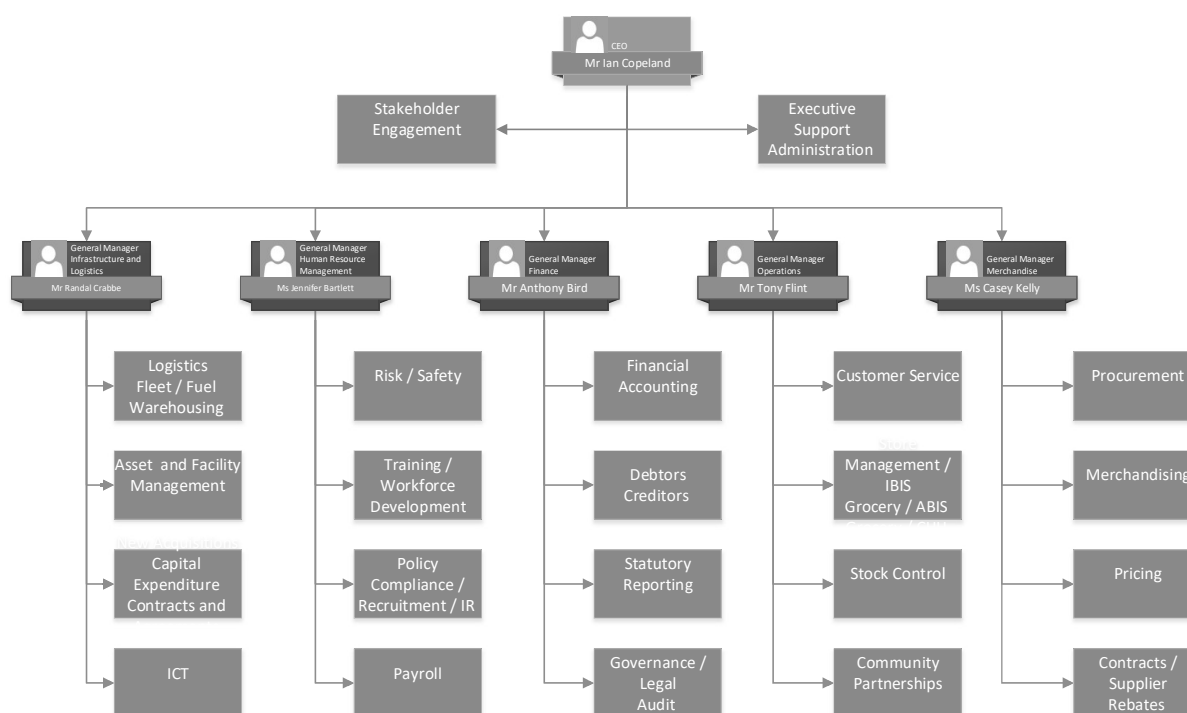 CEO
Mr Ian Copeland
Stakeholder
Engagement
Executive
Support
Administration
General Manager
Infrastructure and
Logistics
Mr Randal Crabbe
General Manager
Human Resource
Management
Ms Jennifer Bartlett
General Manager
Finance
Mr Anthony Bird
General Manager
Operations
Mr Tony Flint
General Manager
Merchandise
Ms Casey Kelly
Logistics
Fleet / Fuel
Warehousing
Risk / Safety
Financial
Accounting
Customer Service
Procurement
Asset and Facility
Management
Training /
Workforce
Development
Debtors
Creditors
Store
Management /
IBIS
Grocery / ABIS
Merchandising
New Acquisitions
Capital
Expenditure
Contracts and
Policy
Compliance /
Recruitment / IR
Statutory
Reporting
Stock Control
Pricing
ICT
Payroll
Governance /
Legal
Audit
Community
Partnerships
Contracts /
Supplier
Rebates